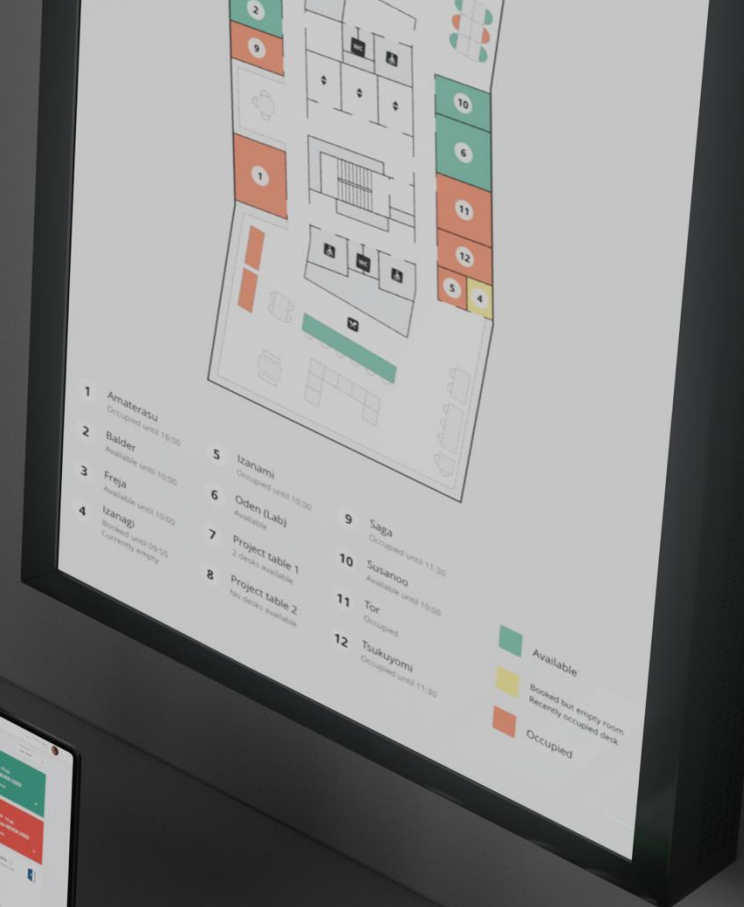 2
9
WC
10
6
1
11
12
WC
5
4
1 Amaterasu
Occupied until 16:00
2 Balder
Available until 10:00
3 Freja
Available until 10:00
4 Izanagi
Booked until 09:55
Currently empty
5 Izanami
Occupied until 10:00
6 Oden (Lab)
Available
7 Project table 1
2 desks available
8 Project table 2
No desks available
9 Saga
Occupied until 11:30
10 Susanoo
Available until 10:00
11 Tor
Occupied
12 Tsukuyomi
Occupied until 11:30
Available
Booked but empty room
Recently occupied desk
Occupied